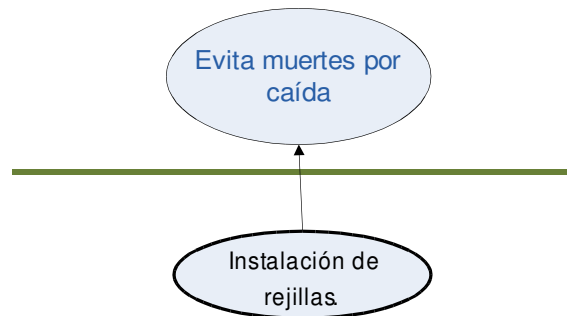 Evita muertes por
caída
Instalación de
rejillas.